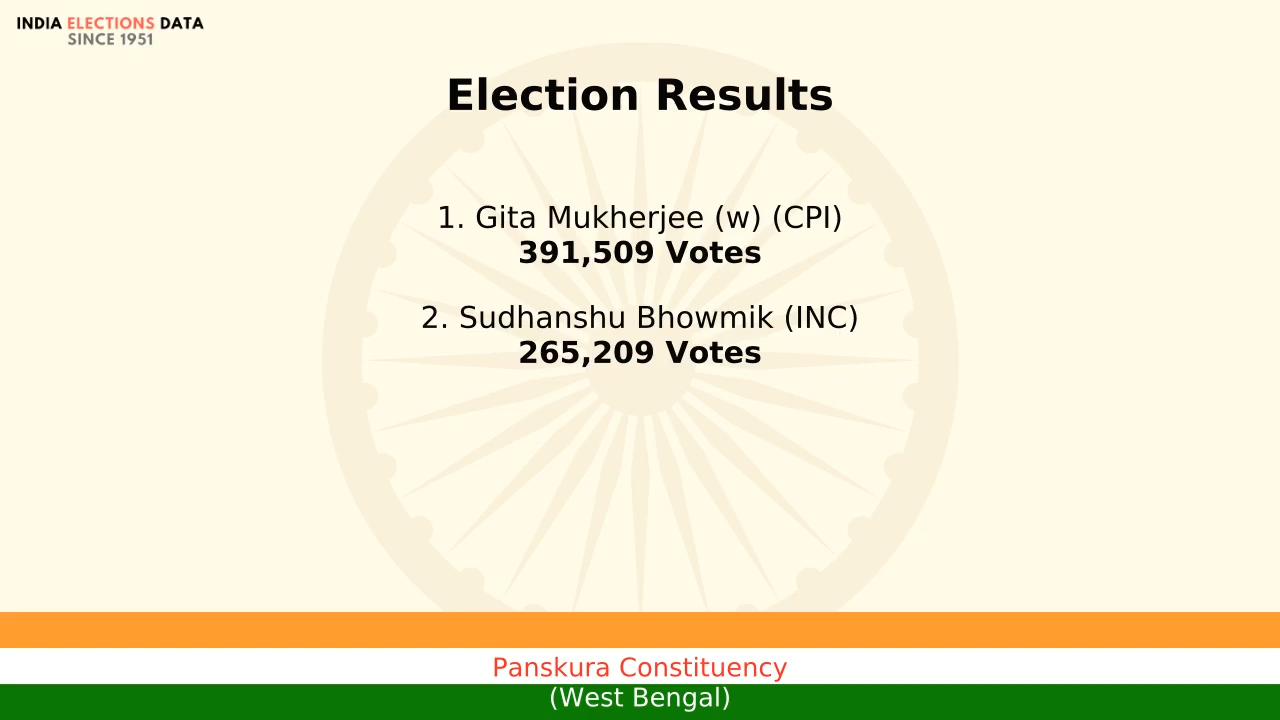 INDIA ELECTIONS DATA
SINCE 1951
Election Results
1. Gita Mukherjee (w) (CPI)
391,509 Votes
2. Sudhanshu Bhowmik (INC)
265,209 Votes
Panskura Constituency
(West Bengal)